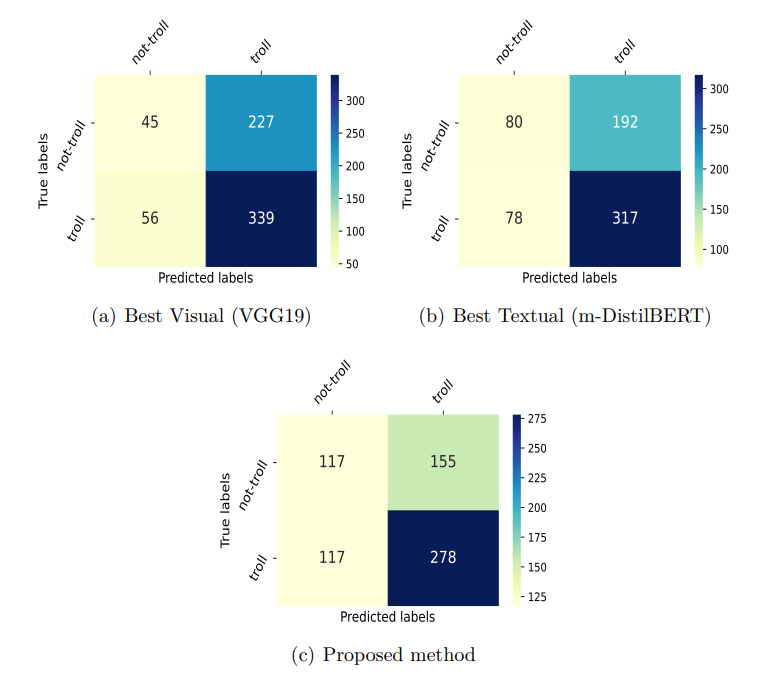 not-troll
troll
True labels
not-troll
45
227
troll
56
339
300
250
200
150
100
50
Predicted labels
(a) Best Visual (VGG19)
not-troll
troll
True labels
not-troll
80
192
troll
78
317
300
250
200
150
100
Predicted labels
(b) Best Textual (m-DistilBERT)
not-troll
troll
True labels
not-troll
117
155
troll
117
278
275
250
225
200
175
150
125
Predicted labels
(c) Proposed method